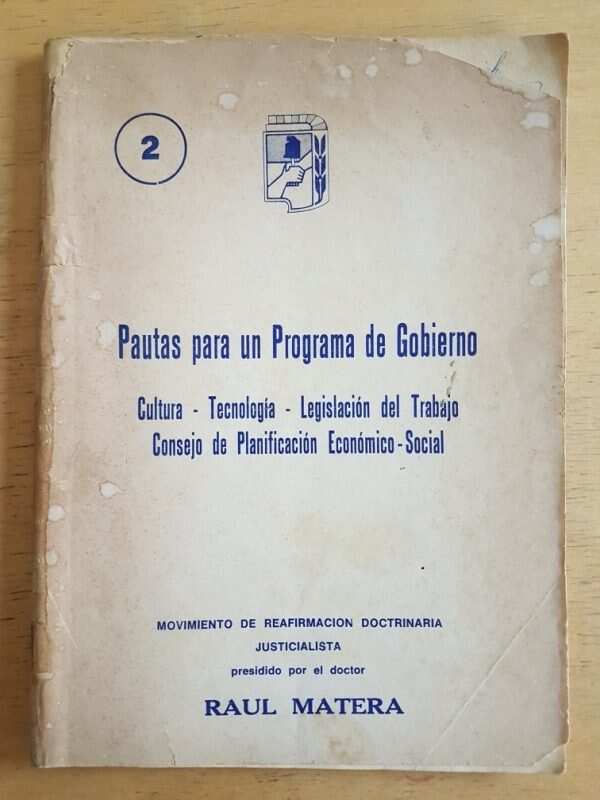 2
Pautas para un Programa de Gobierno
Cultura - Tecnología - Legislación del Trabajo
Consejo de Planificación Económico-Social
MOVIMIENTO DE REAFIRMACION DOCTRINARIA
JUSTICIALISTA
presidido por el doctor
RAUL MATERA